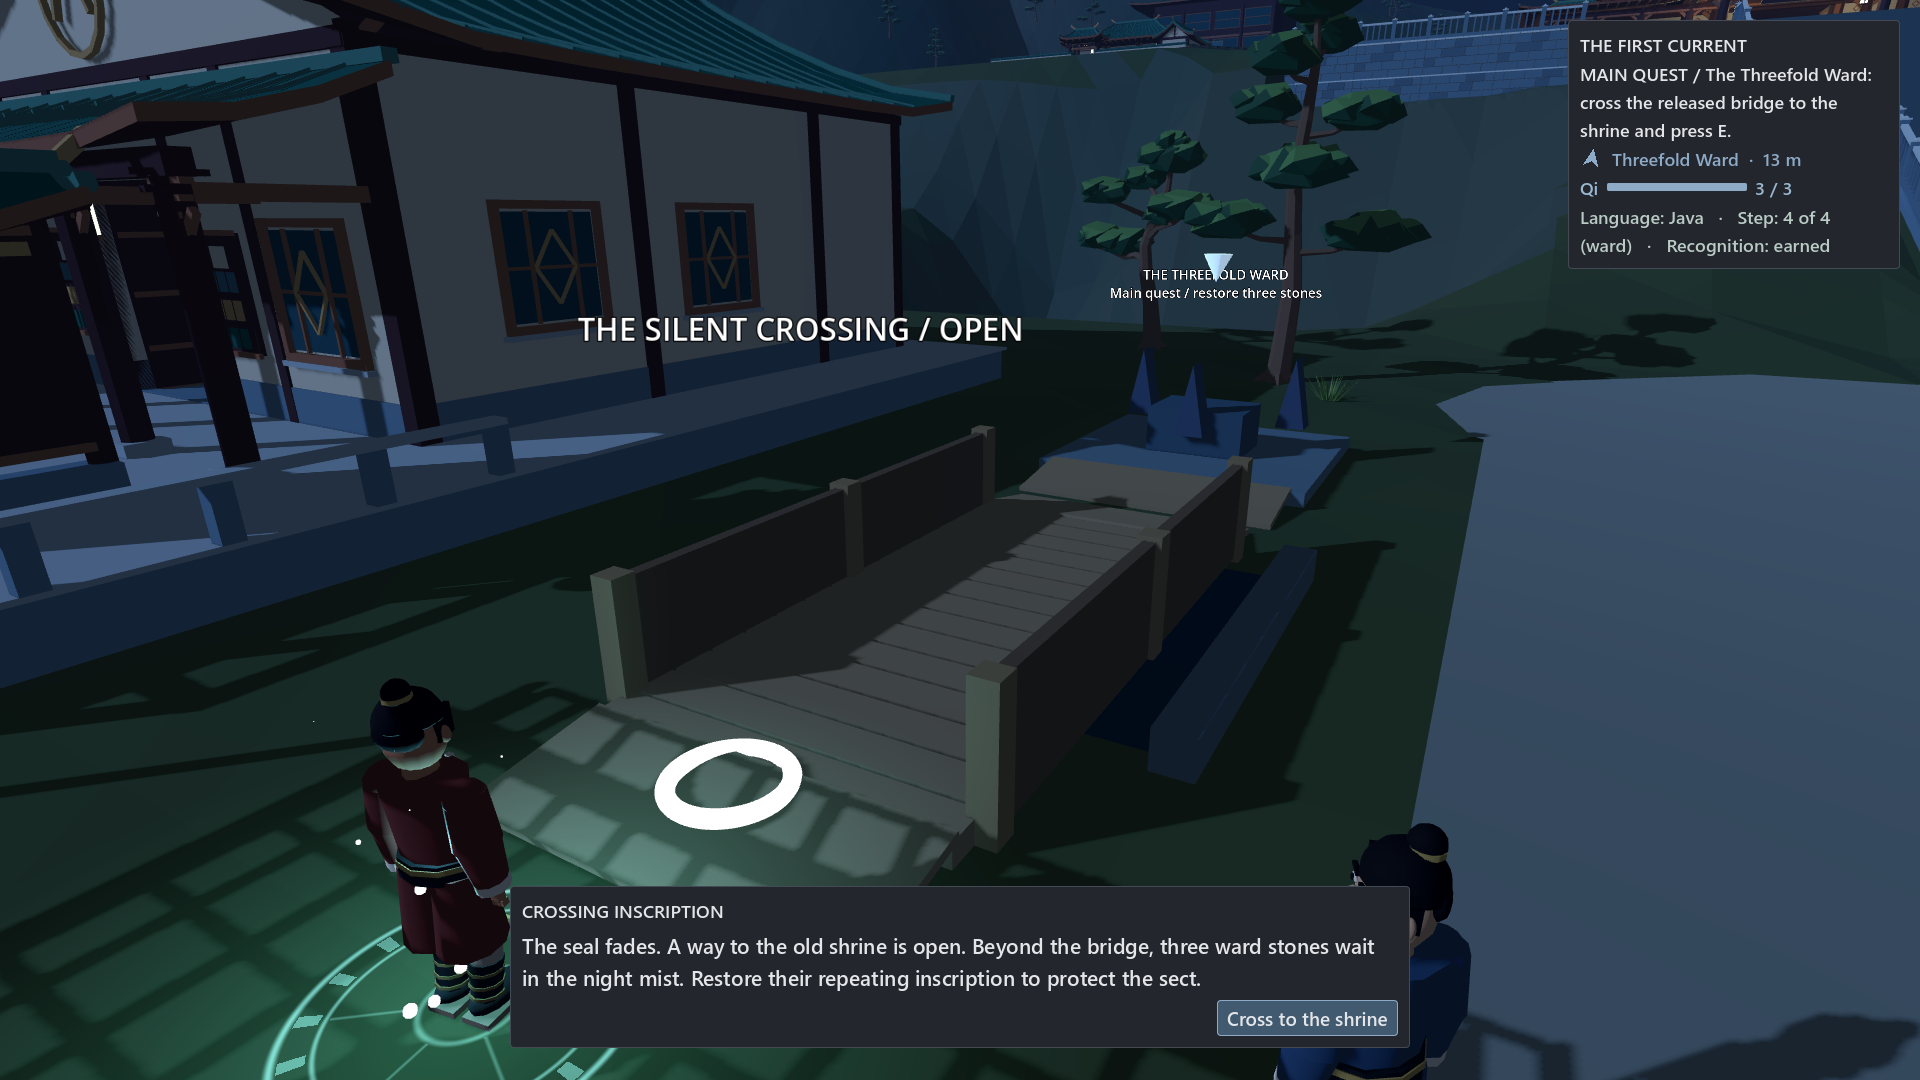 THE FIRST CURRENT
MAIN QUEST / The Threefold Ward:
cross the released bridge to the
shrine and press E.
Threefold Ward · 13 m
Qi 3 / 3
Language: Java · Step: 4 of 4
(ward) · Recognition: earned
THE THREEFOLD WARD
Main quest / restore three stones
THE SILENT CROSSING / OPEN
CROSSING INSCRIPTION
The seal fades. A way to the old shrine is open. Beyond the bridge, three ward stones wait
in the night mist. Restore their repeating inscription to protect the sect.
Cross to the shrine